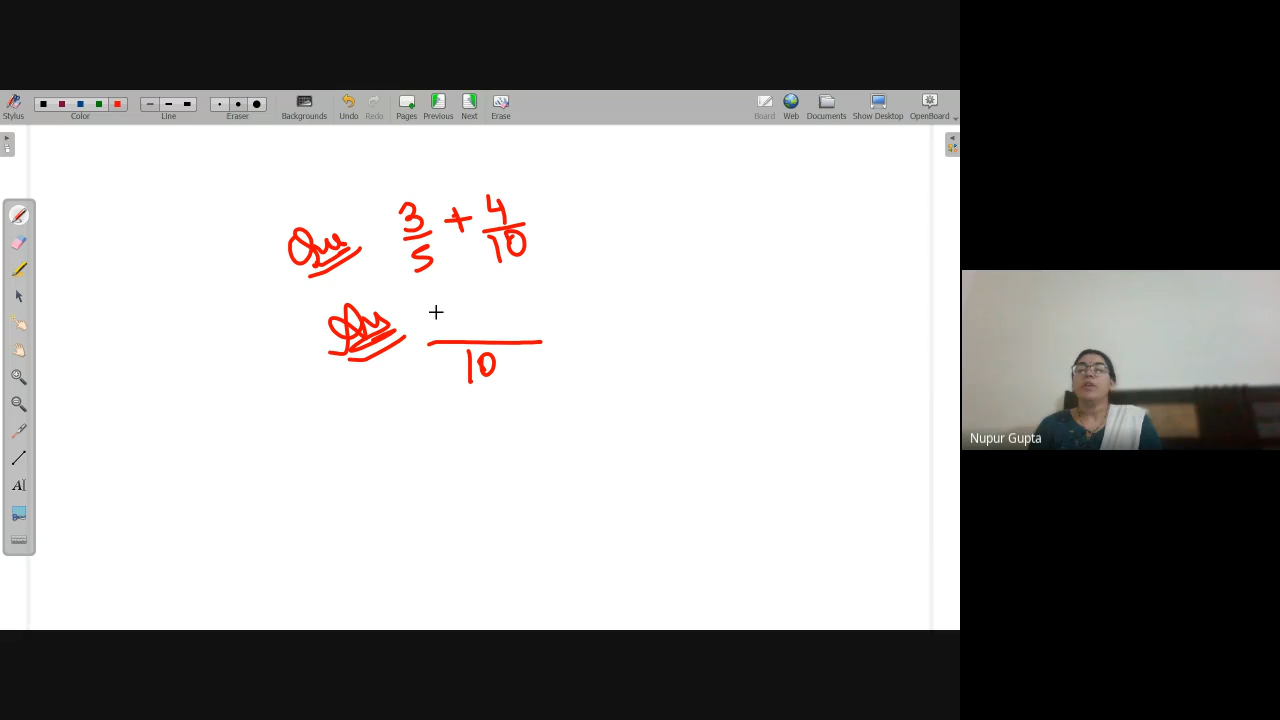 Stylus Color Line Eraser Backgrounds Undo Redo Pages Previous Next Erase Board Web Documents Show Desktop OpenBoard
Qu 3/5 + 4/10
Ans
10
Nupur Gupta